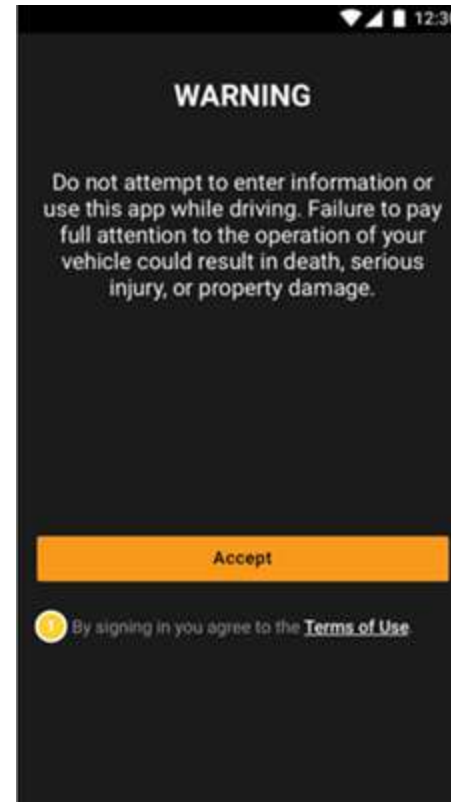 12:30
WARNING
Do not attempt to enter information or
use this app while driving. Failure to pay
full attention to the operation of your
vehicle could result in death, serious
injury, or property damage.
Accept
By signing in you agree to the Terms of Use.